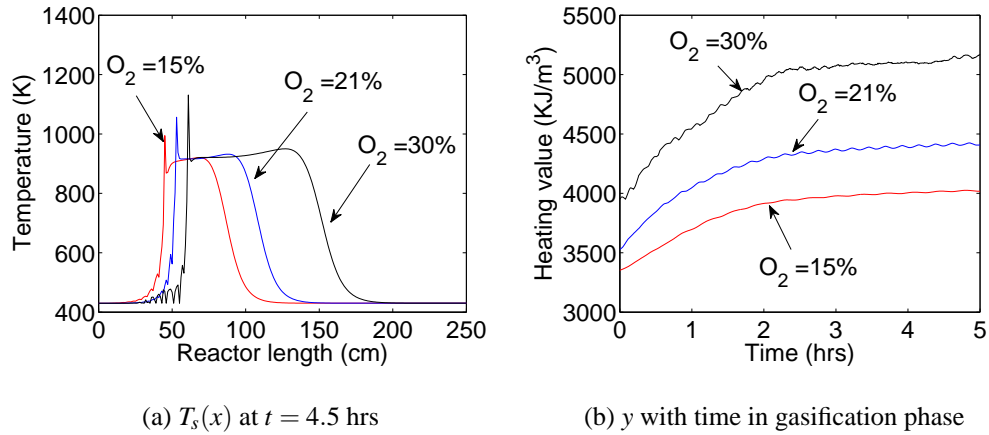 1400
1200
1000
800
600
400
0
50
100
150
200
250
Temperature (K)
Reactor length (cm)
O2 =15%
O2 =21%
O2 =30%
(a) Ts(x) at t = 4.5 hrs
5500
5000
4500
4000
3500
3000
0
1
2
3
4
5
Heating value (KJ/m³)
Time (hrs)
O2 =30%
O2 =21%
O2 =15%
(b) y with time in gasification phase